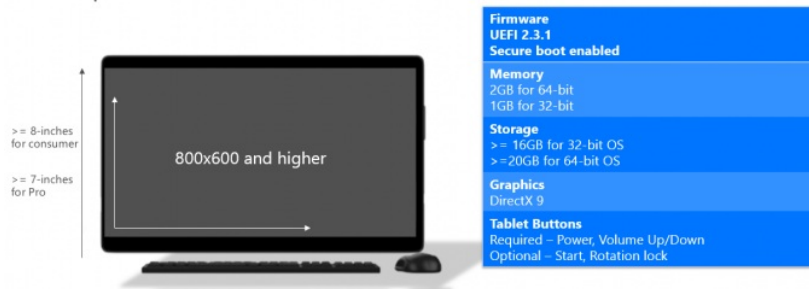 >= 8-inches
for consumer
>= 7-inches
for Pro
800x600 and higher
Firmware
UEFI 2.3.1
Secure boot enabled
Memory
2GB for 64-bit
1GB for 32-bit
Storage
>= 16GB for 32-bit OS
>=20GB for 64-bit OS
Graphics
DirectX 9
Tablet Buttons
Required – Power, Volume Up/Down
Optional – Start, Rotation lock